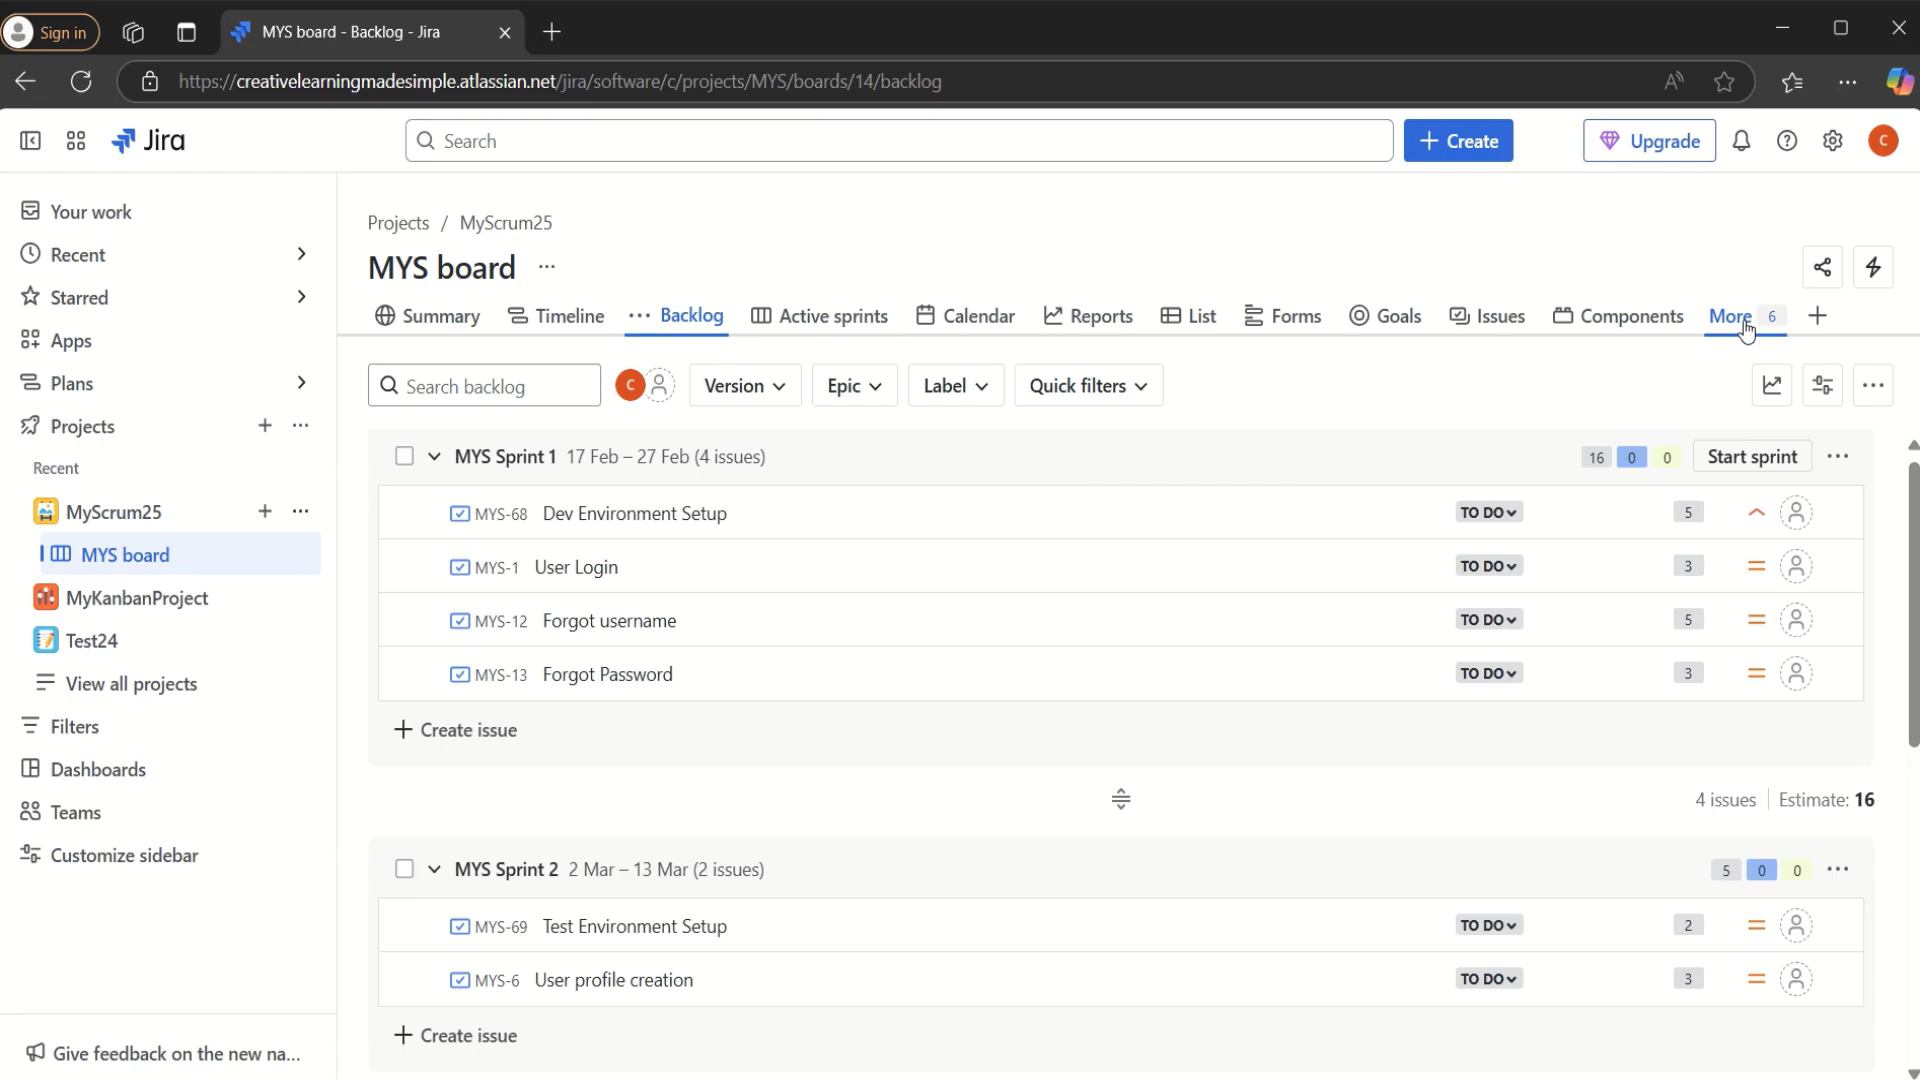 Sign in
MYS board - Backlog - Jira
https://creativelearningmadesimple.atlassian.net/jira/software/c/projects/MYS/boards/14/backlog
Jira
Search
Create
Upgrade
C
Your work
Recent
Starred
Apps
Plans
Projects
Recent
MyScrum25
MYS board
MyKanbanProject
Test24
View all projects
Filters
Dashboards
Teams
Customize sidebar
Give feedback on the new na...
Projects / MyScrum25
MYS board
Summary Timeline Backlog Active sprints Calendar Reports List Forms Goals Issues Components More 6
Search backlog C Version Epic Label Quick filters
MYS Sprint 1 17 Feb – 27 Feb (4 issues) 16 0 0 Start sprint
MYS-68 Dev Environment Setup TO DO 5
MYS-1 User Login TO DO 3
MYS-12 Forgot username TO DO 5
MYS-13 Forgot Password TO DO 3
Create issue
4 issues Estimate: 16
MYS Sprint 2 2 Mar – 13 Mar (2 issues) 5 0 0
MYS-69 Test Environment Setup TO DO 2
MYS-6 User profile creation TO DO 3
Create issue